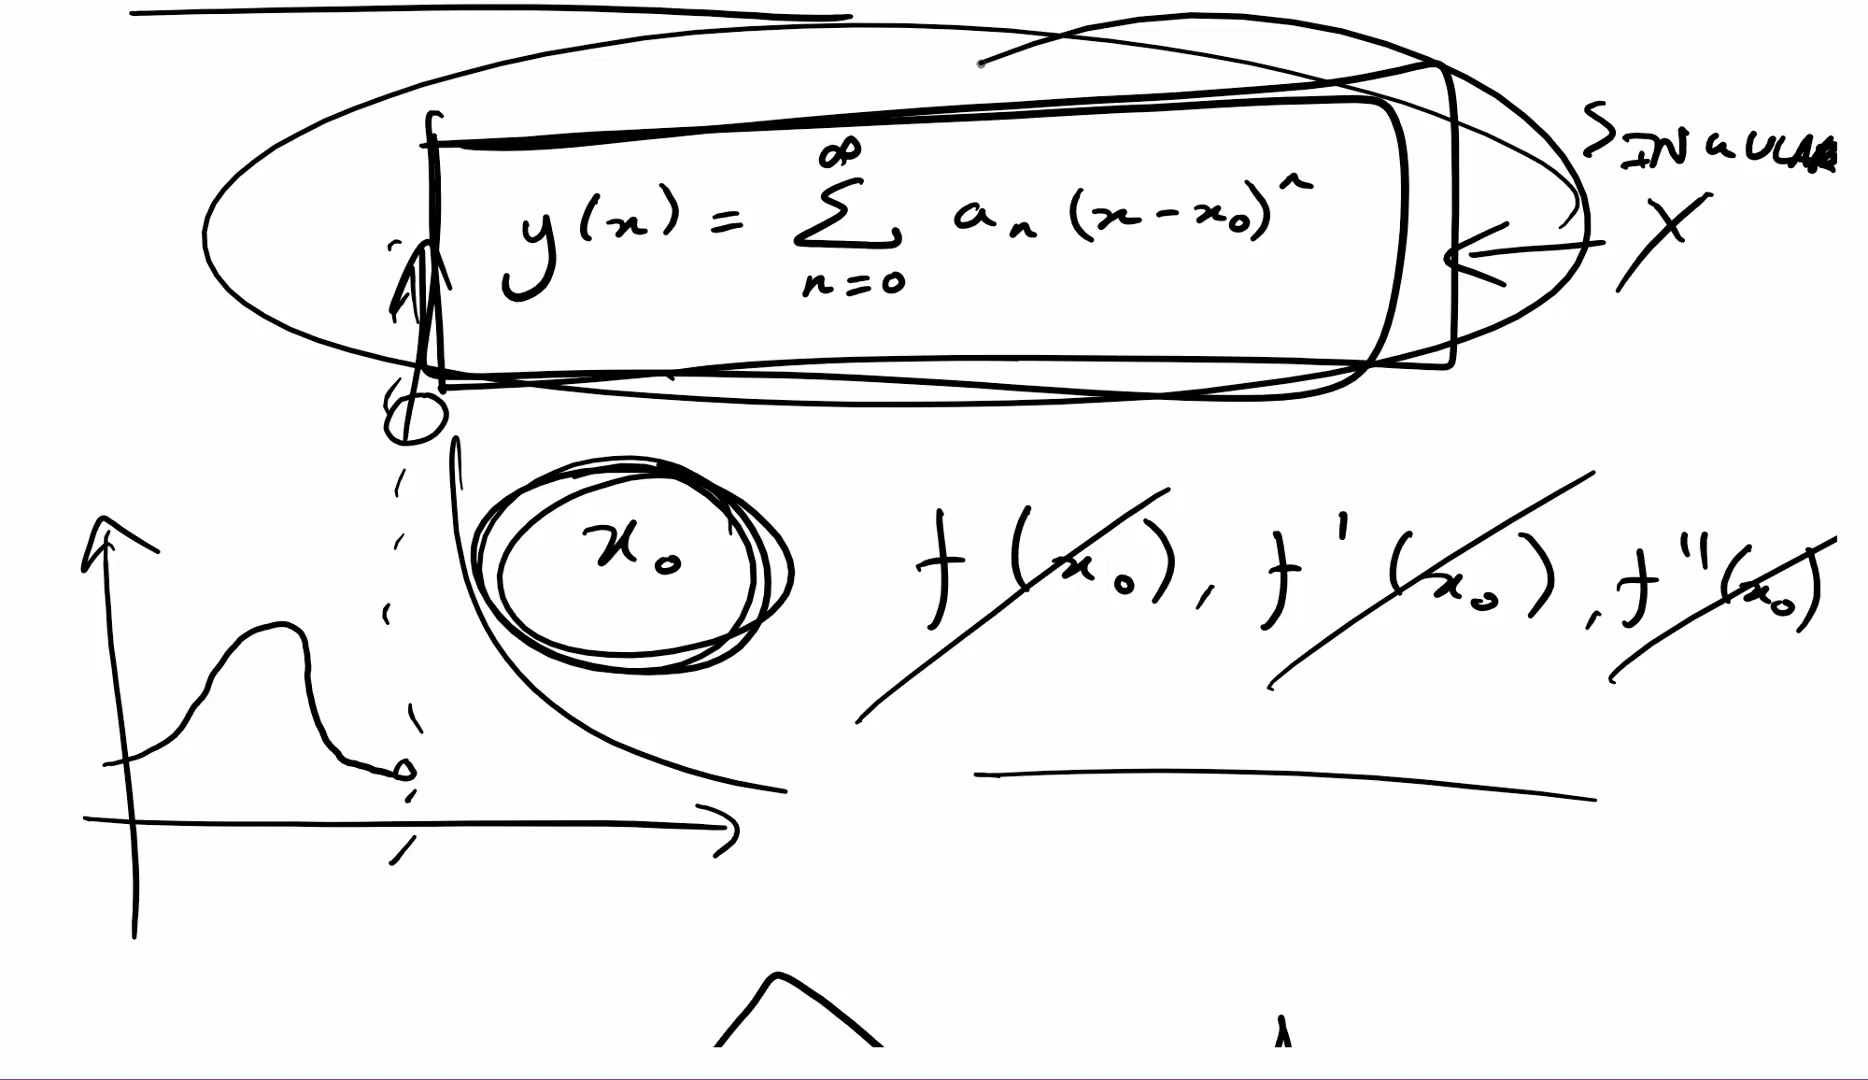 SINGULAR
y(x) = ∞∑n=0 aₙ (x - x₀)ⁿ
X
x₀
f(x₀), f'(x₀), f''(x₀)